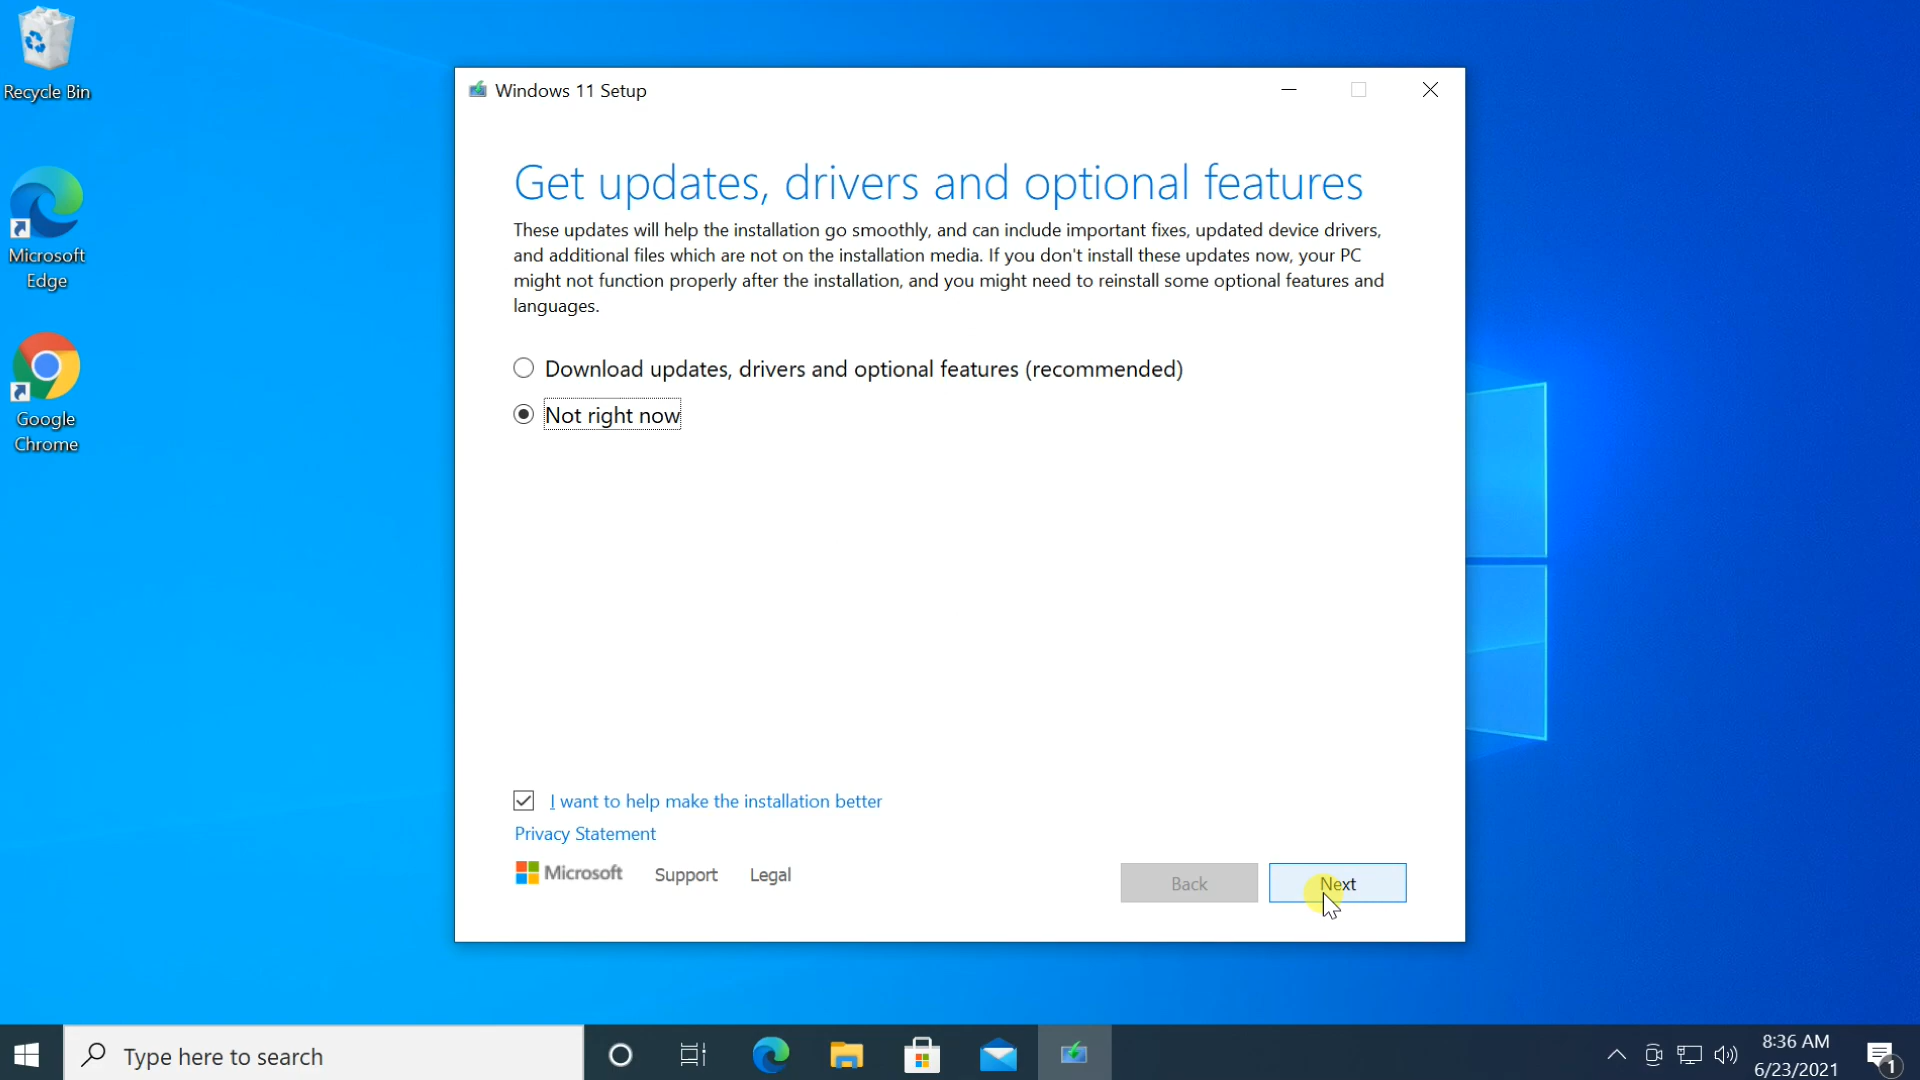 Recycle Bin
Microsoft
Edge
Google
Chrome
Windows 11 Setup
Get updates, drivers and optional features
These updates will help the installation go smoothly, and can include important fixes, updated device drivers,
and additional files which are not on the installation media. If you don't install these updates now, your PC
might not function properly after the installation, and you might need to reinstall some optional features and
languages.
Download updates, drivers and optional features (recommended)
Not right now
I want to help make the installation better
Privacy Statement
Microsoft Support Legal
Back Next
Type here to search
8:36 AM
6/23/2021
1